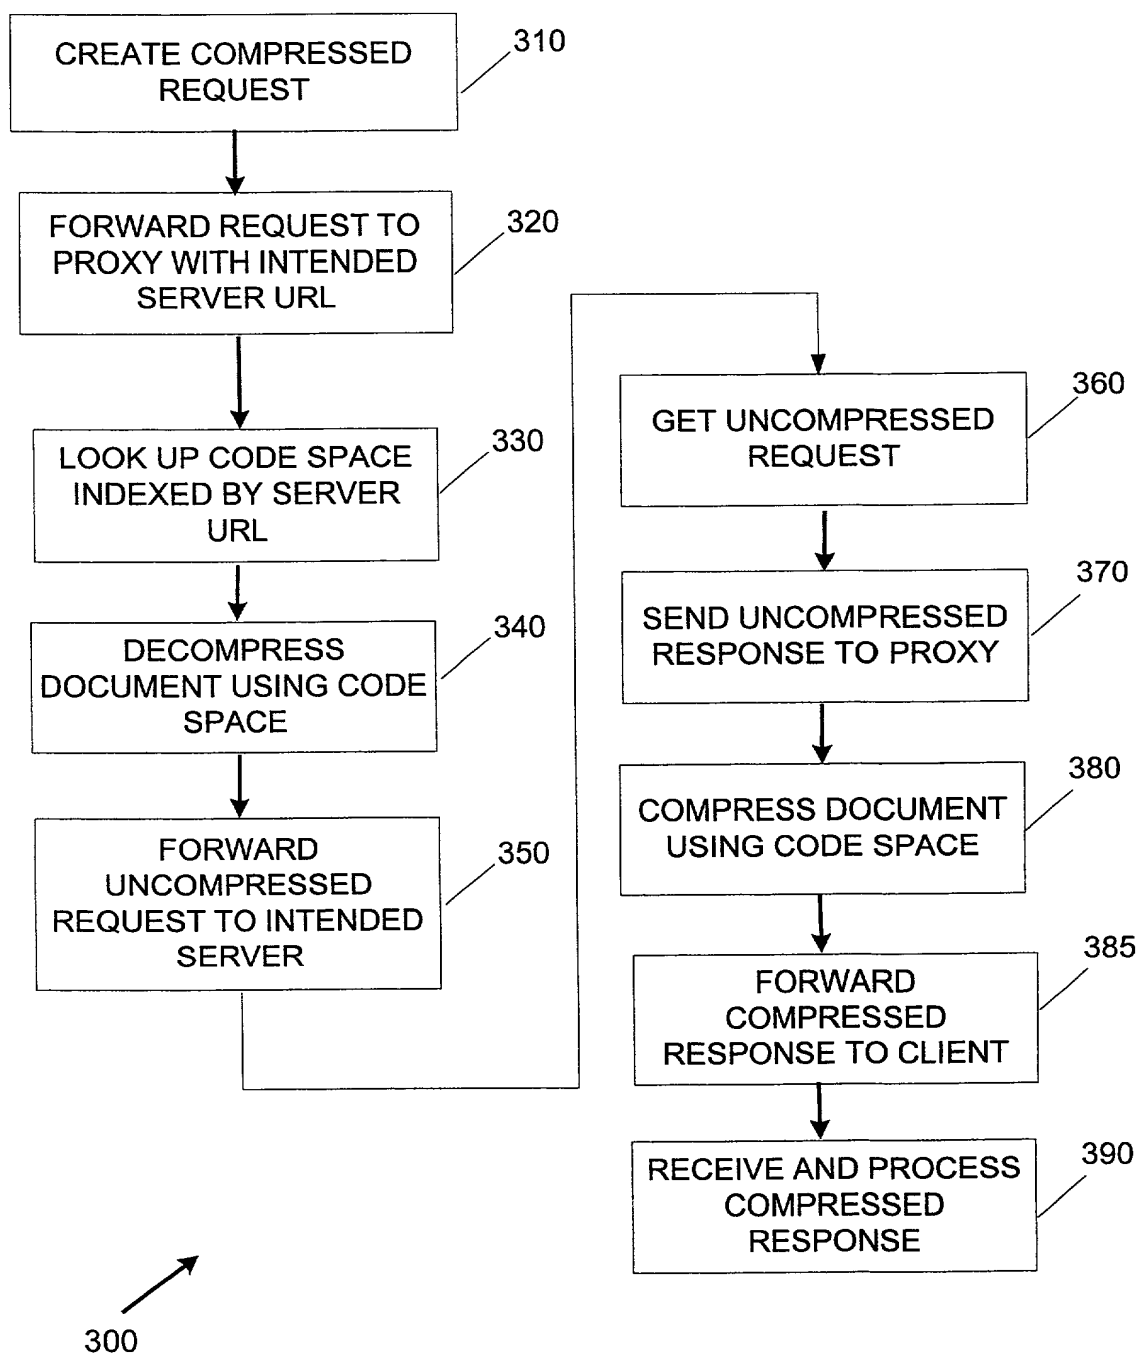 CREATE COMPRESSED
REQUEST
310
FORWARD REQUEST TO
PROXY WITH INTENDED
SERVER URL
320
LOOK UP CODE SPACE
INDEXED BY SERVER
URL
330
DECOMPRESS
DOCUMENT USING CODE
SPACE
340
FORWARD
UNCOMPRESSED
REQUEST TO INTENDED
SERVER
350
GET UNCOMPRESSED
REQUEST
360
SEND UNCOMPRESSED
RESPONSE TO PROXY
370
COMPRESS DOCUMENT
USING CODE SPACE
380
FORWARD
COMPRESSED
RESPONSE TO CLIENT
385
RECEIVE AND PROCESS
COMPRESSED
RESPONSE
390
300